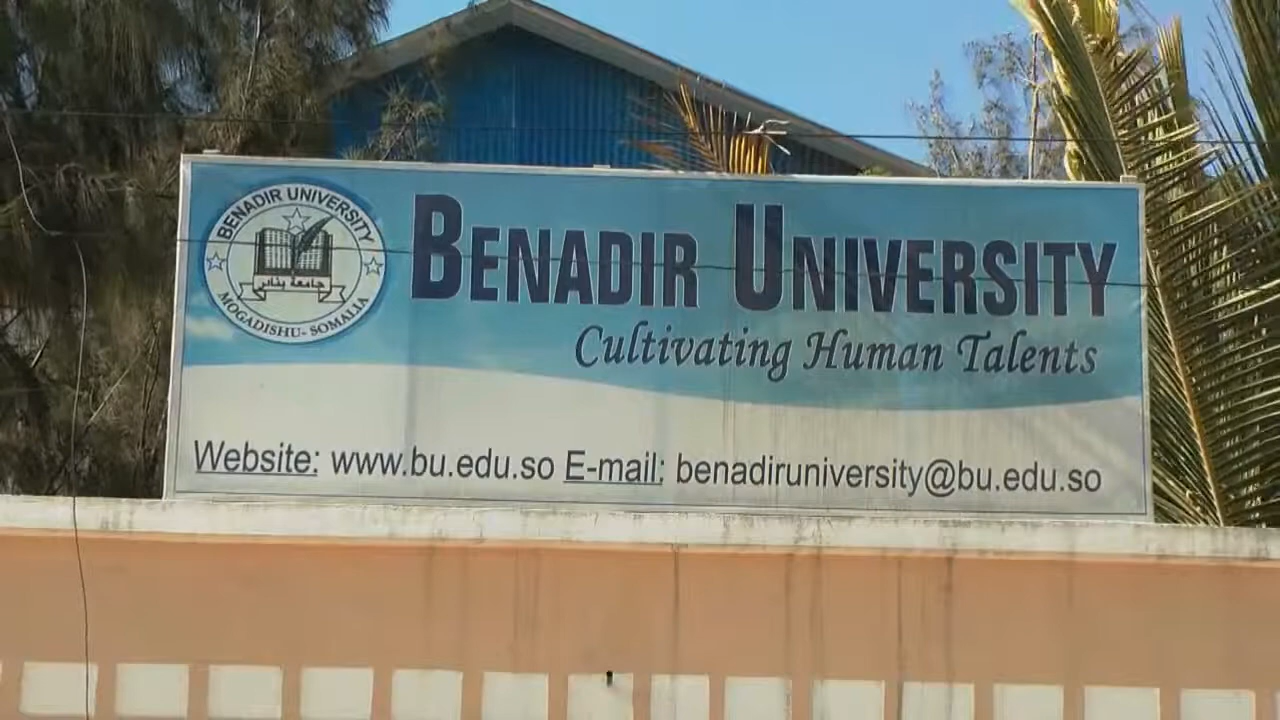 BENADIR UNIVERSITY
جامعة بنادر
MOGADISHU- SOMALIA
BENADIR UNIVERSITY
Cultivating Human Talents
Website: www.bu.edu.so E-mail: benadiruniversity@bu.edu.so